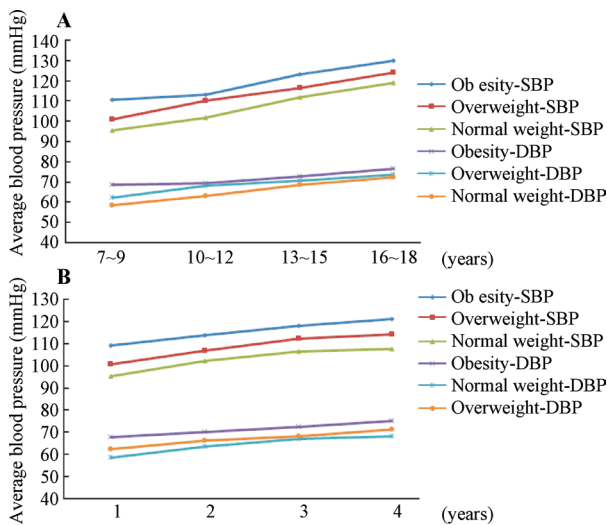 A
Average blood pressure (mmHg)
140
130
120
110
100
90
80
70
60
50
40
7~9
10~12
13~15
16~18
(years)
Ob esity-SBP
Overweight-SBP
Normal weight-SBP
Obesity-DBP
Overweight-DBP
Normal weight-DBP
B
Average blood pressure (mmHg)
130
120
110
100
90
80
70
60
50
40
1
2
3
4
(years)
Ob esity-SBP
Overweight-SBP
Normal weight-SBP
Obesity-DBP
Normal weight-DBP
Overweight-DBP